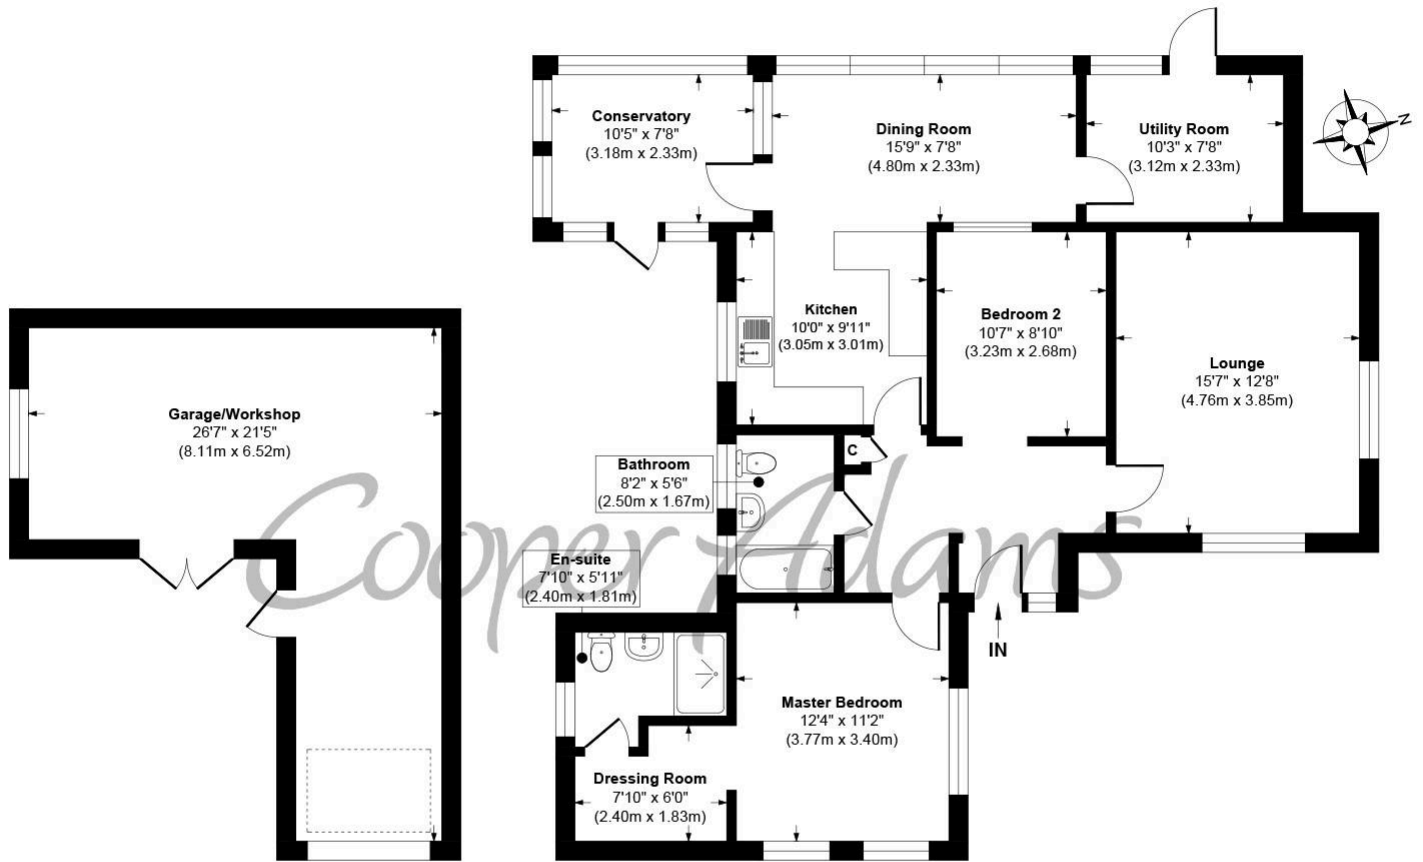 Conservatory
10'5" x 7'8"
(3.18m x 2.33m)
Dining Room
15'9" x 7'8"
(4.80m x 2.33m)
Utility Room
10'3" x 7'8"
(3.12m x 2.33m)
N
Kitchen
10'0" x 9'11"
(3.05m x 3.01m)
Bedroom 2
10'7" x 8'10"
(3.23m x 2.68m)
Lounge
15'7" x 12'8"
(4.76m x 3.85m)
Garage/Workshop
26'7" x 21'5"
(8.11m x 6.52m)
C
Bathroom
8'2" x 5'6"
(2.50m x 1.67m)
Cooper Adams
En-suite
7'10" x 5'11"
(2.40m x 1.81m)
IN
Master Bedroom
12'4" x 11'2"
(3.77m x 3.40m)
Dressing Room
7'10" x 6'0"
(2.40m x 1.83m)